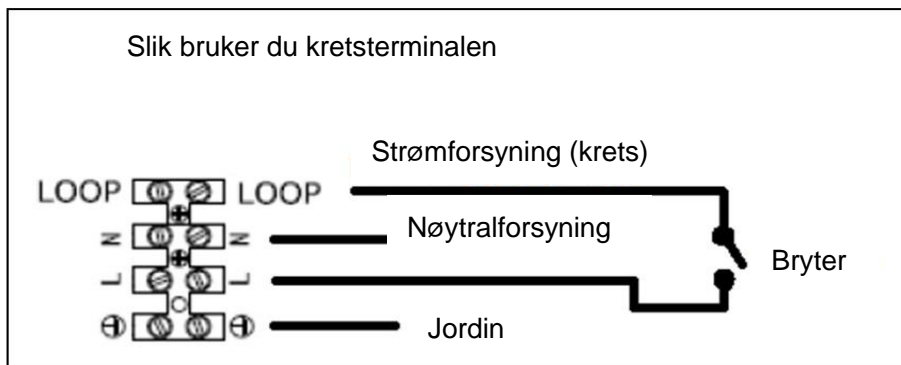 Slik bruker du kretsterminalen
Strømforsyning (krets)
LOOP LOOP
N N Nøytralforsyning
Bryter
L L
Jordin